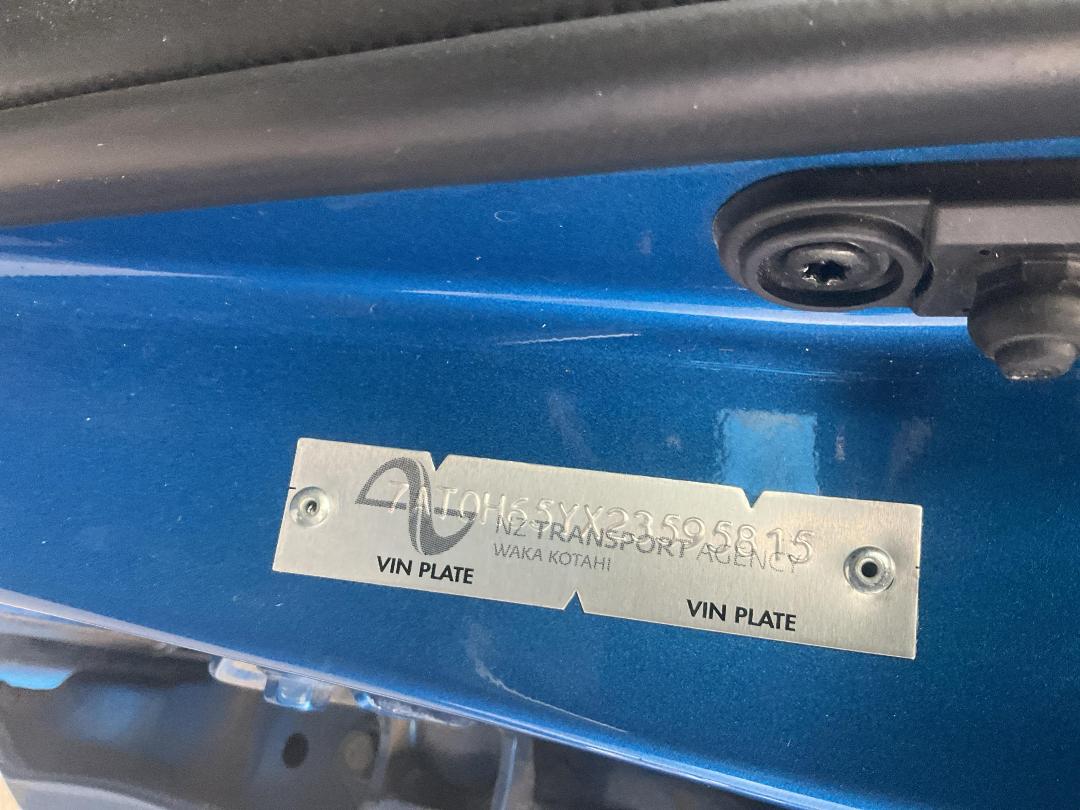 7AT0H65YX23595815
NZ TRANSPORT AGENCY
WAKA KOTAHI
VIN PLATE
VIN PLATE